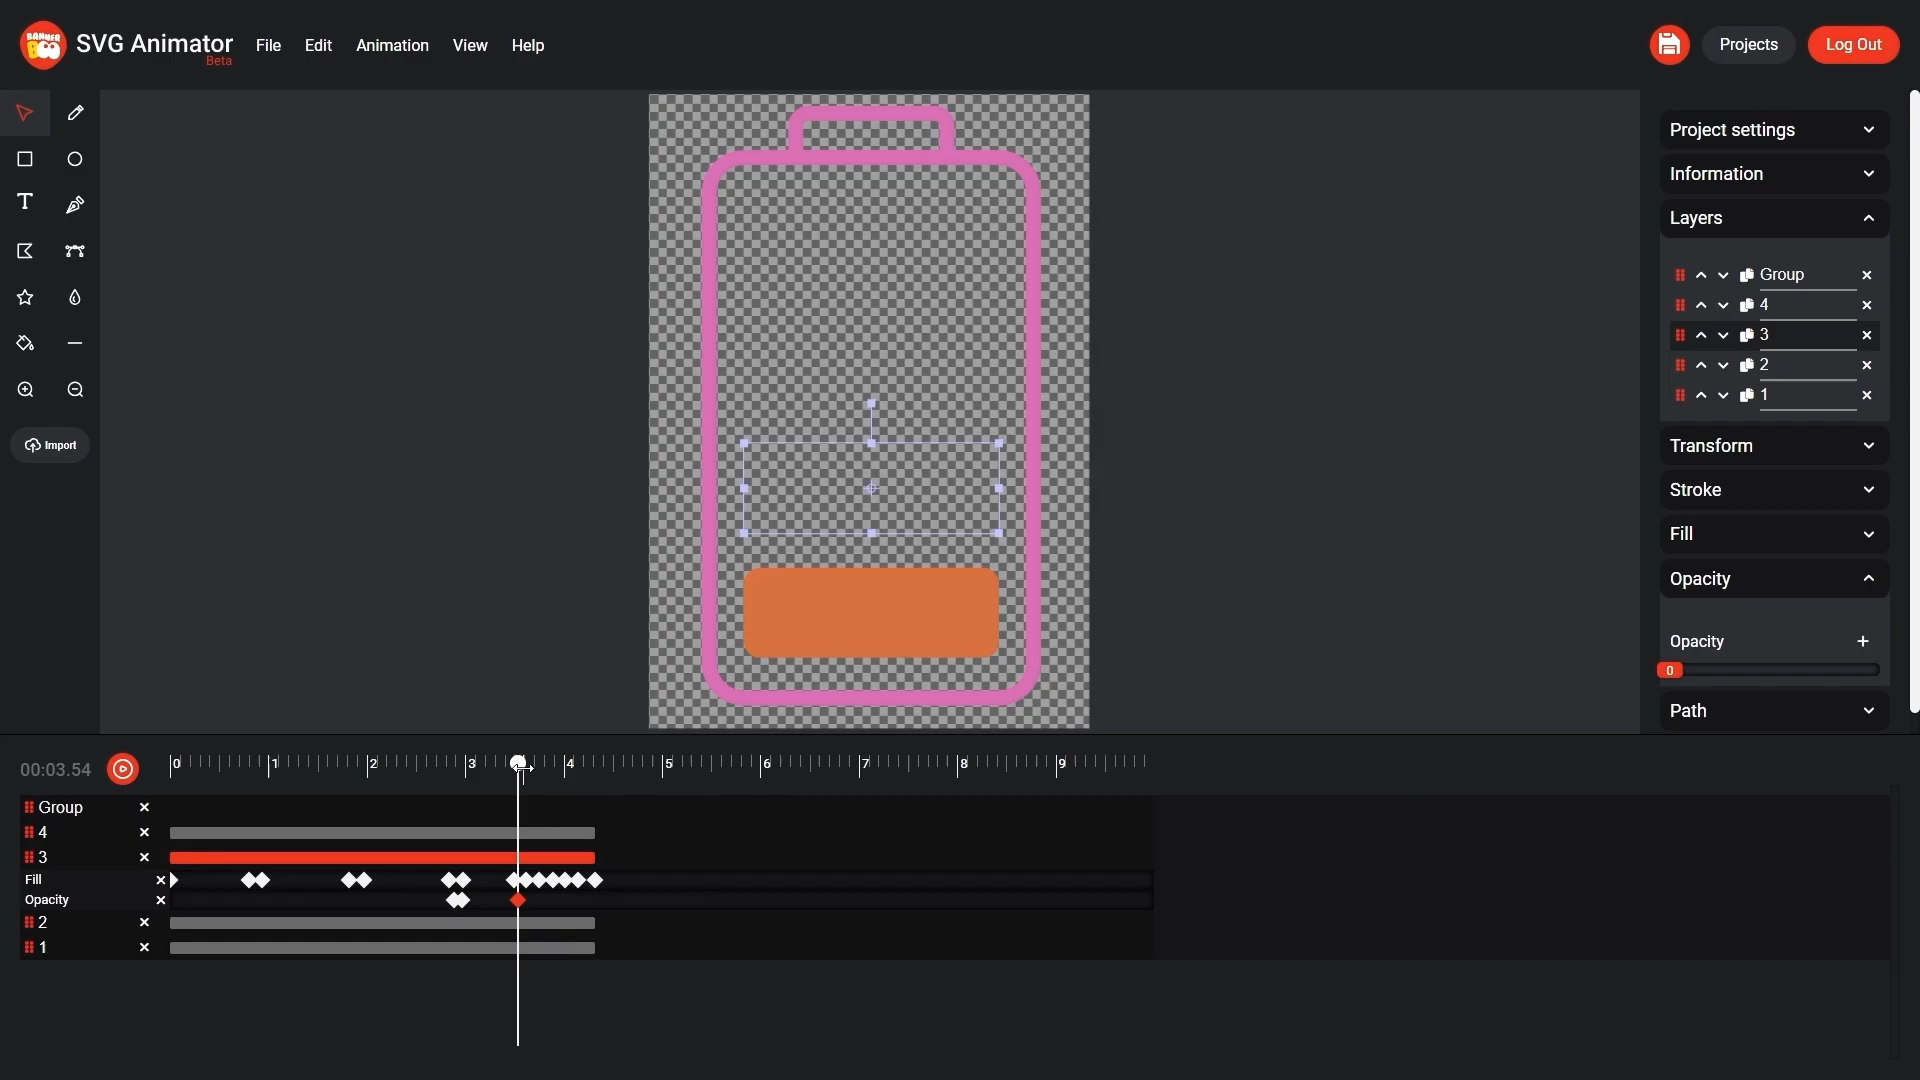 BANNER BOO
SVG Animator
Beta
File Edit Animation View Help
Projects Log Out
T
Import
Project settings
Information
Layers
Group
4
3
2
1
Transform
Stroke
Fill
Opacity
Opacity +
0
Path
00:03.54
0 1 2 3 4 5 6 7 8 9
Group
4
3
Fill
Opacity
2
1